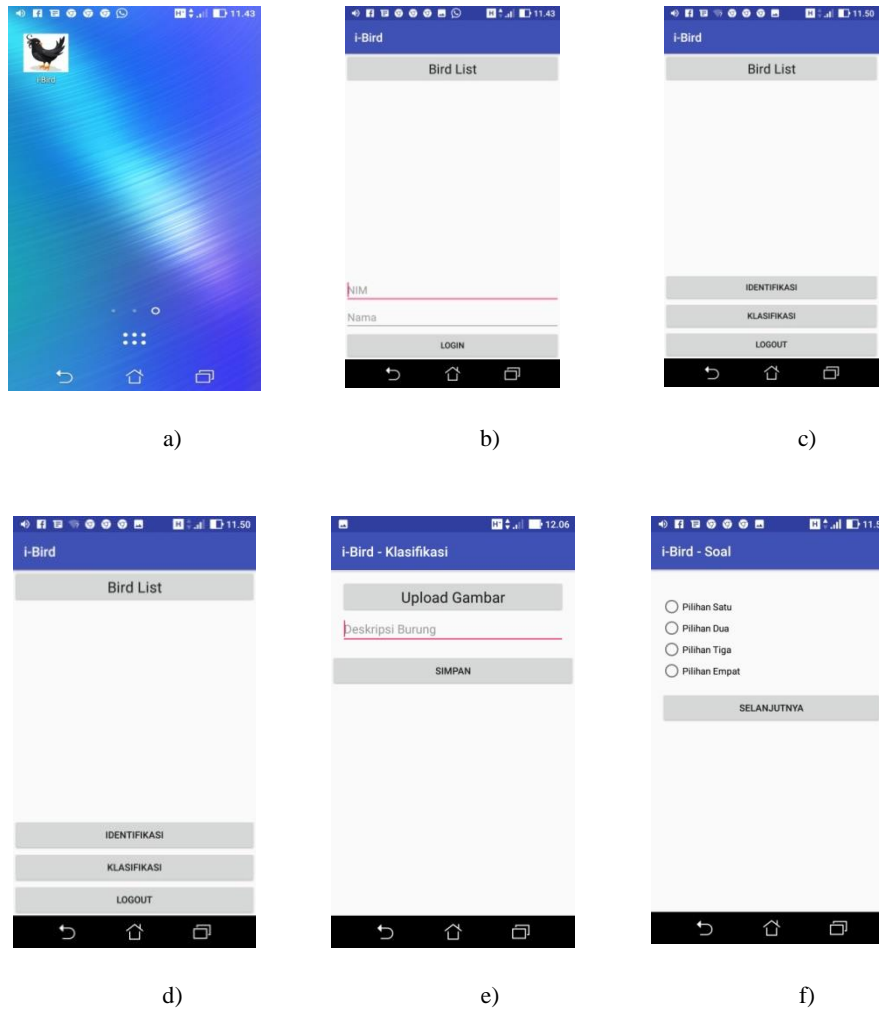 11.43
i-Bird
a)
11.43
i-Bird
Bird List
NIM
Nama
LOGIN
b)
11.50
i-Bird
Bird List
IDENTIFIKASI
KLASIFIKASI
LOGOUT
c)
11.50
i-Bird
Bird List
IDENTIFIKASI
KLASIFIKASI
LOGOUT
d)
12.06
i-Bird - Klasifikasi
Upload Gambar
Deskripsi Burung
SIMPAN
e)
i-Bird - Soal
Pilihan Satu
Pilihan Dua
Pilihan Tiga
Pilihan Empat
SELANJUTNYA
f)